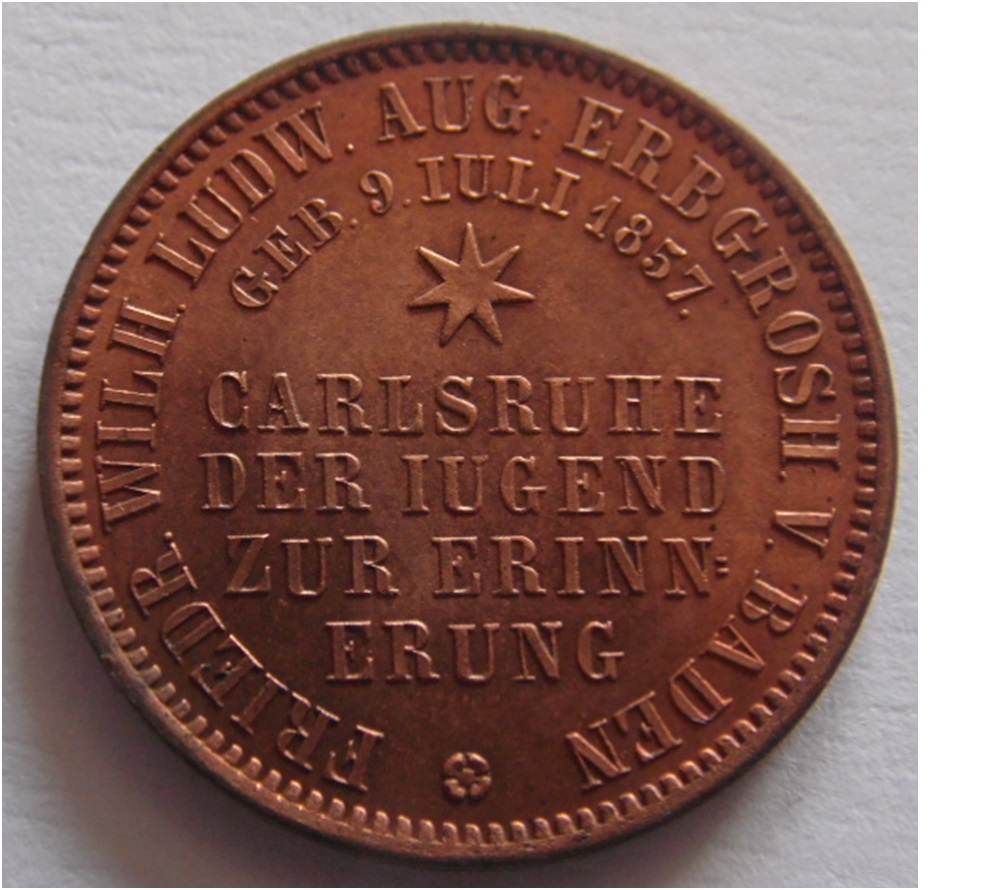 FRIEDR. WILH. LUDW. AUG. ERBGROSH. V. BADEN
GEB. 9. IULI 1857.
CARLSRUHE
DER IUGEND
ZUR ERINN=
ERUNG